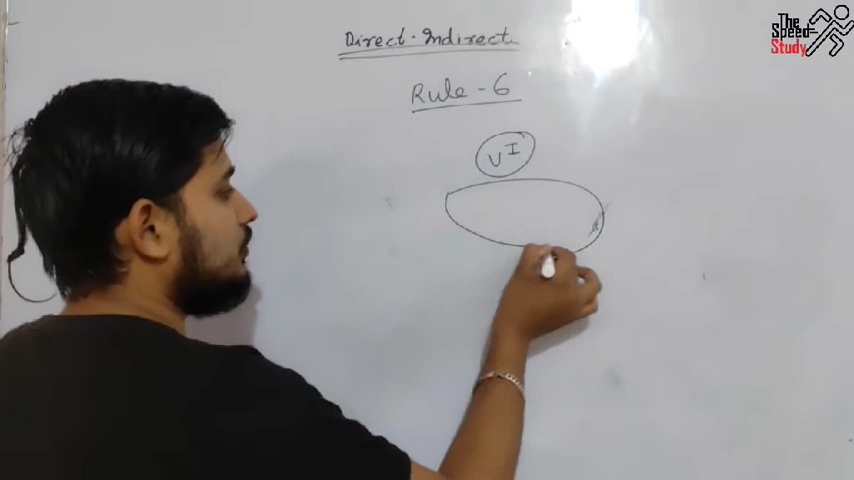 The
Speed
Study
Direct - Indirect
Rule - 6
V I